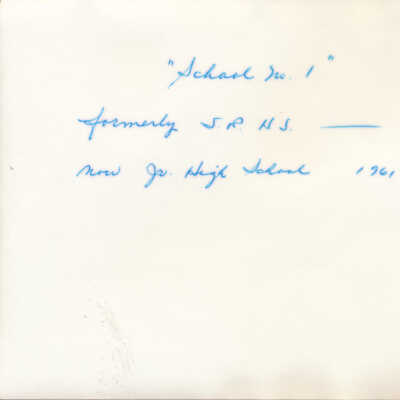 "School No. 1"
formerly S. R. H S. —
Now Jr. High School 1961